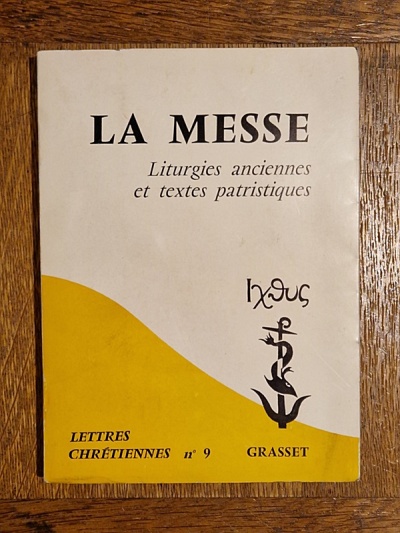 LA MESSE
Liturgies anciennes
et textes patristiques
Ιχθυς
LETTRES
CHRÉTIENNES n° 9 GRASSET